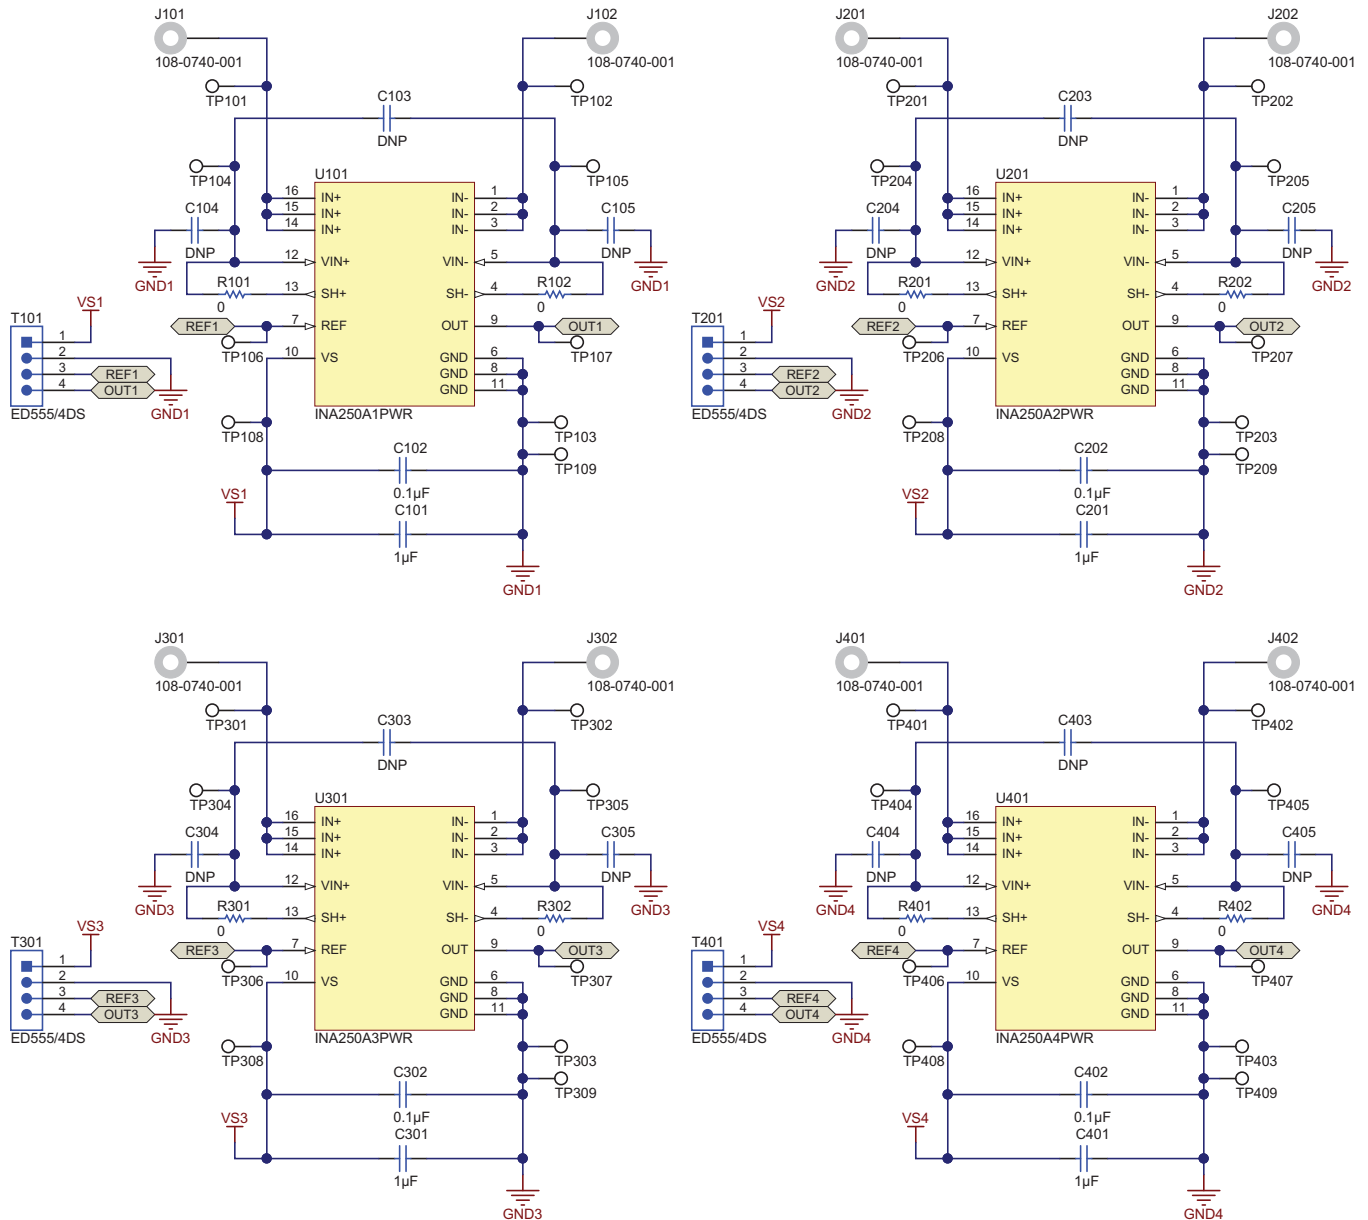 J101
108-0740-001
TP101
J102
108-0740-001
TP102
C103
DNP
TP104
TP105
C104
DNP
GND1
C105
DNP
GND1
U101
16 IN+ IN- 1
15 IN+ IN- 2
14 IN+ IN- 3
12 VIN+ VIN- 5
13 SH+ SH- 4
7 REF OUT 9
10 VS GND 6
GND 8
GND 11
INA250A1PWR
R101
0
R102
0
REF1
TP106
OUT1
TP107
T101
VS1
1
2
3 REF1
4 OUT1
ED555/4DS
GND1
TP108
TP103
TP109
C102
0.1µF
VS1
C101
1µF
GND1
J201
108-0740-001
TP201
J202
108-0740-001
TP202
C203
DNP
TP204
TP205
C204
DNP
GND2
C205
DNP
GND2
U201
16 IN+ IN- 1
15 IN+ IN- 2
14 IN+ IN- 3
12 VIN+ VIN- 5
13 SH+ SH- 4
7 REF OUT 9
10 VS GND 6
GND 8
GND 11
INA250A2PWR
R201
0
R202
0
REF2
TP206
OUT2
TP207
T201
VS2
1
2
3 REF2
4 OUT2
ED555/4DS
GND2
TP208
TP203
TP209
C202
0.1µF
VS2
C201
1µF
GND2
J301
108-0740-001
TP301
J302
108-0740-001
TP302
C303
DNP
TP304
TP305
C304
DNP
GND3
C305
DNP
GND3
U301
16 IN+ IN- 1
15 IN+ IN- 2
14 IN+ IN- 3
12 VIN+ VIN- 5
13 SH+ SH- 4
7 REF OUT 9
10 VS GND 6
GND 8
GND 11
INA250A3PWR
R301
0
R302
0
REF3
TP306
OUT3
TP307
T301
VS3
1
2
3 REF3
4 OUT3
ED555/4DS
GND3
TP308
TP303
TP309
C302
0.1µF
VS3
C301
1µF
GND3
J401
108-0740-001
TP401
J402
108-0740-001
TP402
C403
DNP
TP404
TP405
C404
DNP
GND4
C405
DNP
GND4
U401
16 IN+ IN- 1
15 IN+ IN- 2
14 IN+ IN- 3
12 VIN+ VIN- 5
13 SH+ SH- 4
7 REF OUT 9
10 VS GND 6
GND 8
GND 11
INA250A4PWR
R401
0
R402
0
REF4
TP406
OUT4
TP407
T401
VS4
1
2
3 REF4
4 OUT4
ED555/4DS
GND4
TP408
TP403
TP409
C402
0.1µF
VS4
C401
1µF
GND4